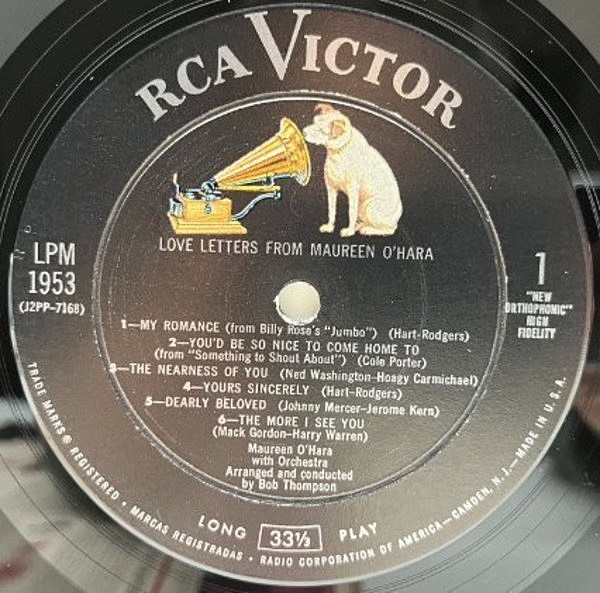 RCA VICTOR
LOVE LETTERS FROM MAUREEN O'HARA
LPM
1953
(J2PP-7168)
1
"NEW
ORTHOPHONIC"
HIGH
FIDELITY
1—MY ROMANCE (from Billy Rose's "Jumbo") (Hart-Rodgers)
2—YOU'D BE SO NICE TO COME HOME TO
(from "Something to Shout About") (Cole Porter)
3—THE NEARNESS OF YOU (Ned Washington-Hoagy Carmichael)
4—YOURS SINCERELY (Hart-Rodgers)
5—DEARLY BELOVED (Johnny Mercer-Jerome Kern)
6—THE MORE I SEE YOU
(Mack Gordon-Harry Warren)
Maureen O'Hara
with Orchestra
Arranged and conducted
by Bob Thompson
LONG 33⅓ PLAY
TRADE MARKS ® REGISTERED • MARCAS REGISTRADAS • RADIO CORPORATION OF AMERICA—CAMDEN, N.J.—MADE IN U.S.A.